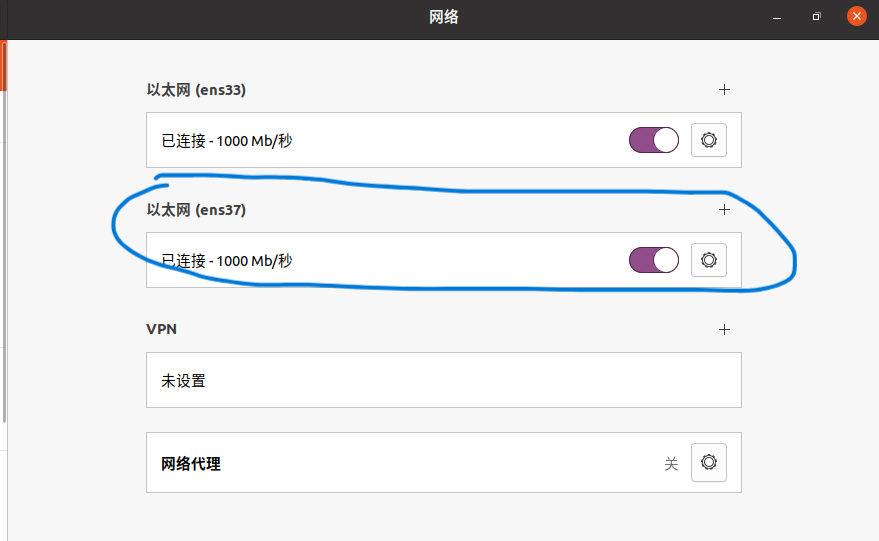 网络
以太网 (ens33)
已连接 - 1000 Mb/秒
以太网 (ens37)
已连接 - 1000 Mb/秒
VPN
未设置
网络代理 关